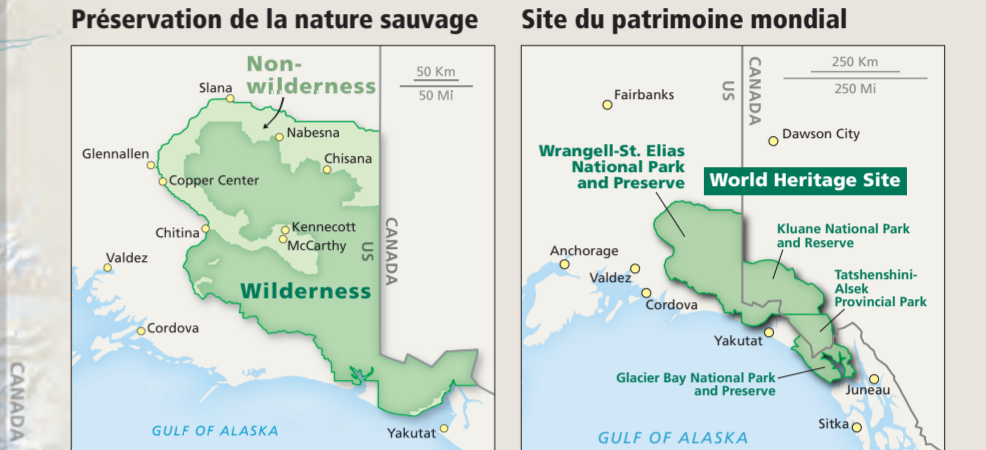 Préservation de la nature sauvage
Non-
wilderness
50 Km
50 Mi
Slana
Nabesna
Glennallen
Chisana
Copper Center
Chitina
Kennecott
McCarthy
US
CANADA
Valdez
Wilderness
Cordova
CANADA
GULF OF ALASKA
Yakutat
Site du patrimoine mondial
250 Km
250 Mi
US
CANADA
Fairbanks
Dawson City
Wrangell-St. Elias
National Park
and Preserve
World Heritage Site
Kluane National Park
and Reserve
Anchorage
Valdez
Tatshenshini-
Alsek
Provincial Park
Cordova
Yakutat
Glacier Bay National Park
and Preserve
Juneau
Sitka
GULF OF ALASKA